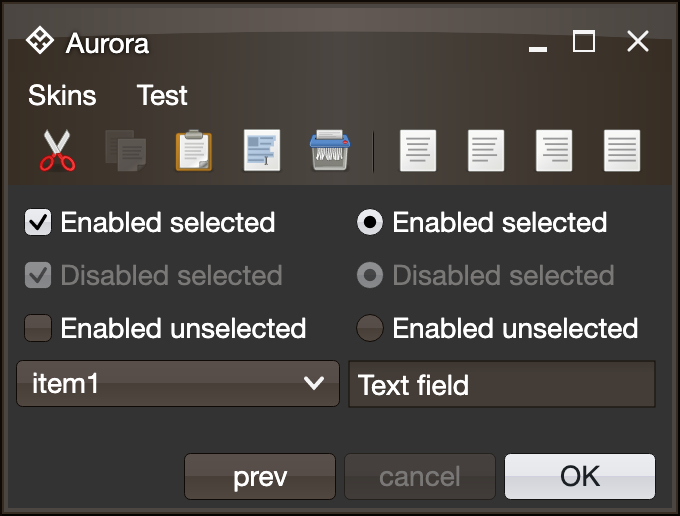 Aurora
Skins Test
Enabled selected Enabled selected
Disabled selected Disabled selected
Enabled unselected Enabled unselected
item1 Text field
prev cancel OK